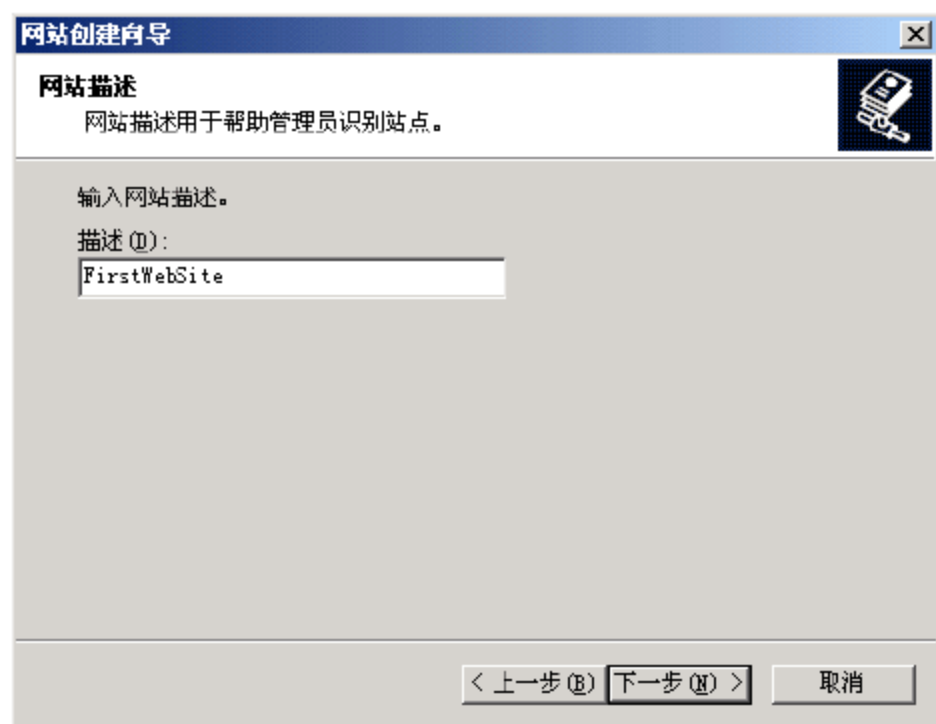 网站创建向导
网站描述
网站描述用于帮助管理员识别站点。
输入网站描述。
描述(D):
FirstWebSite
< 上一步(B) 下一步(N) > 取消